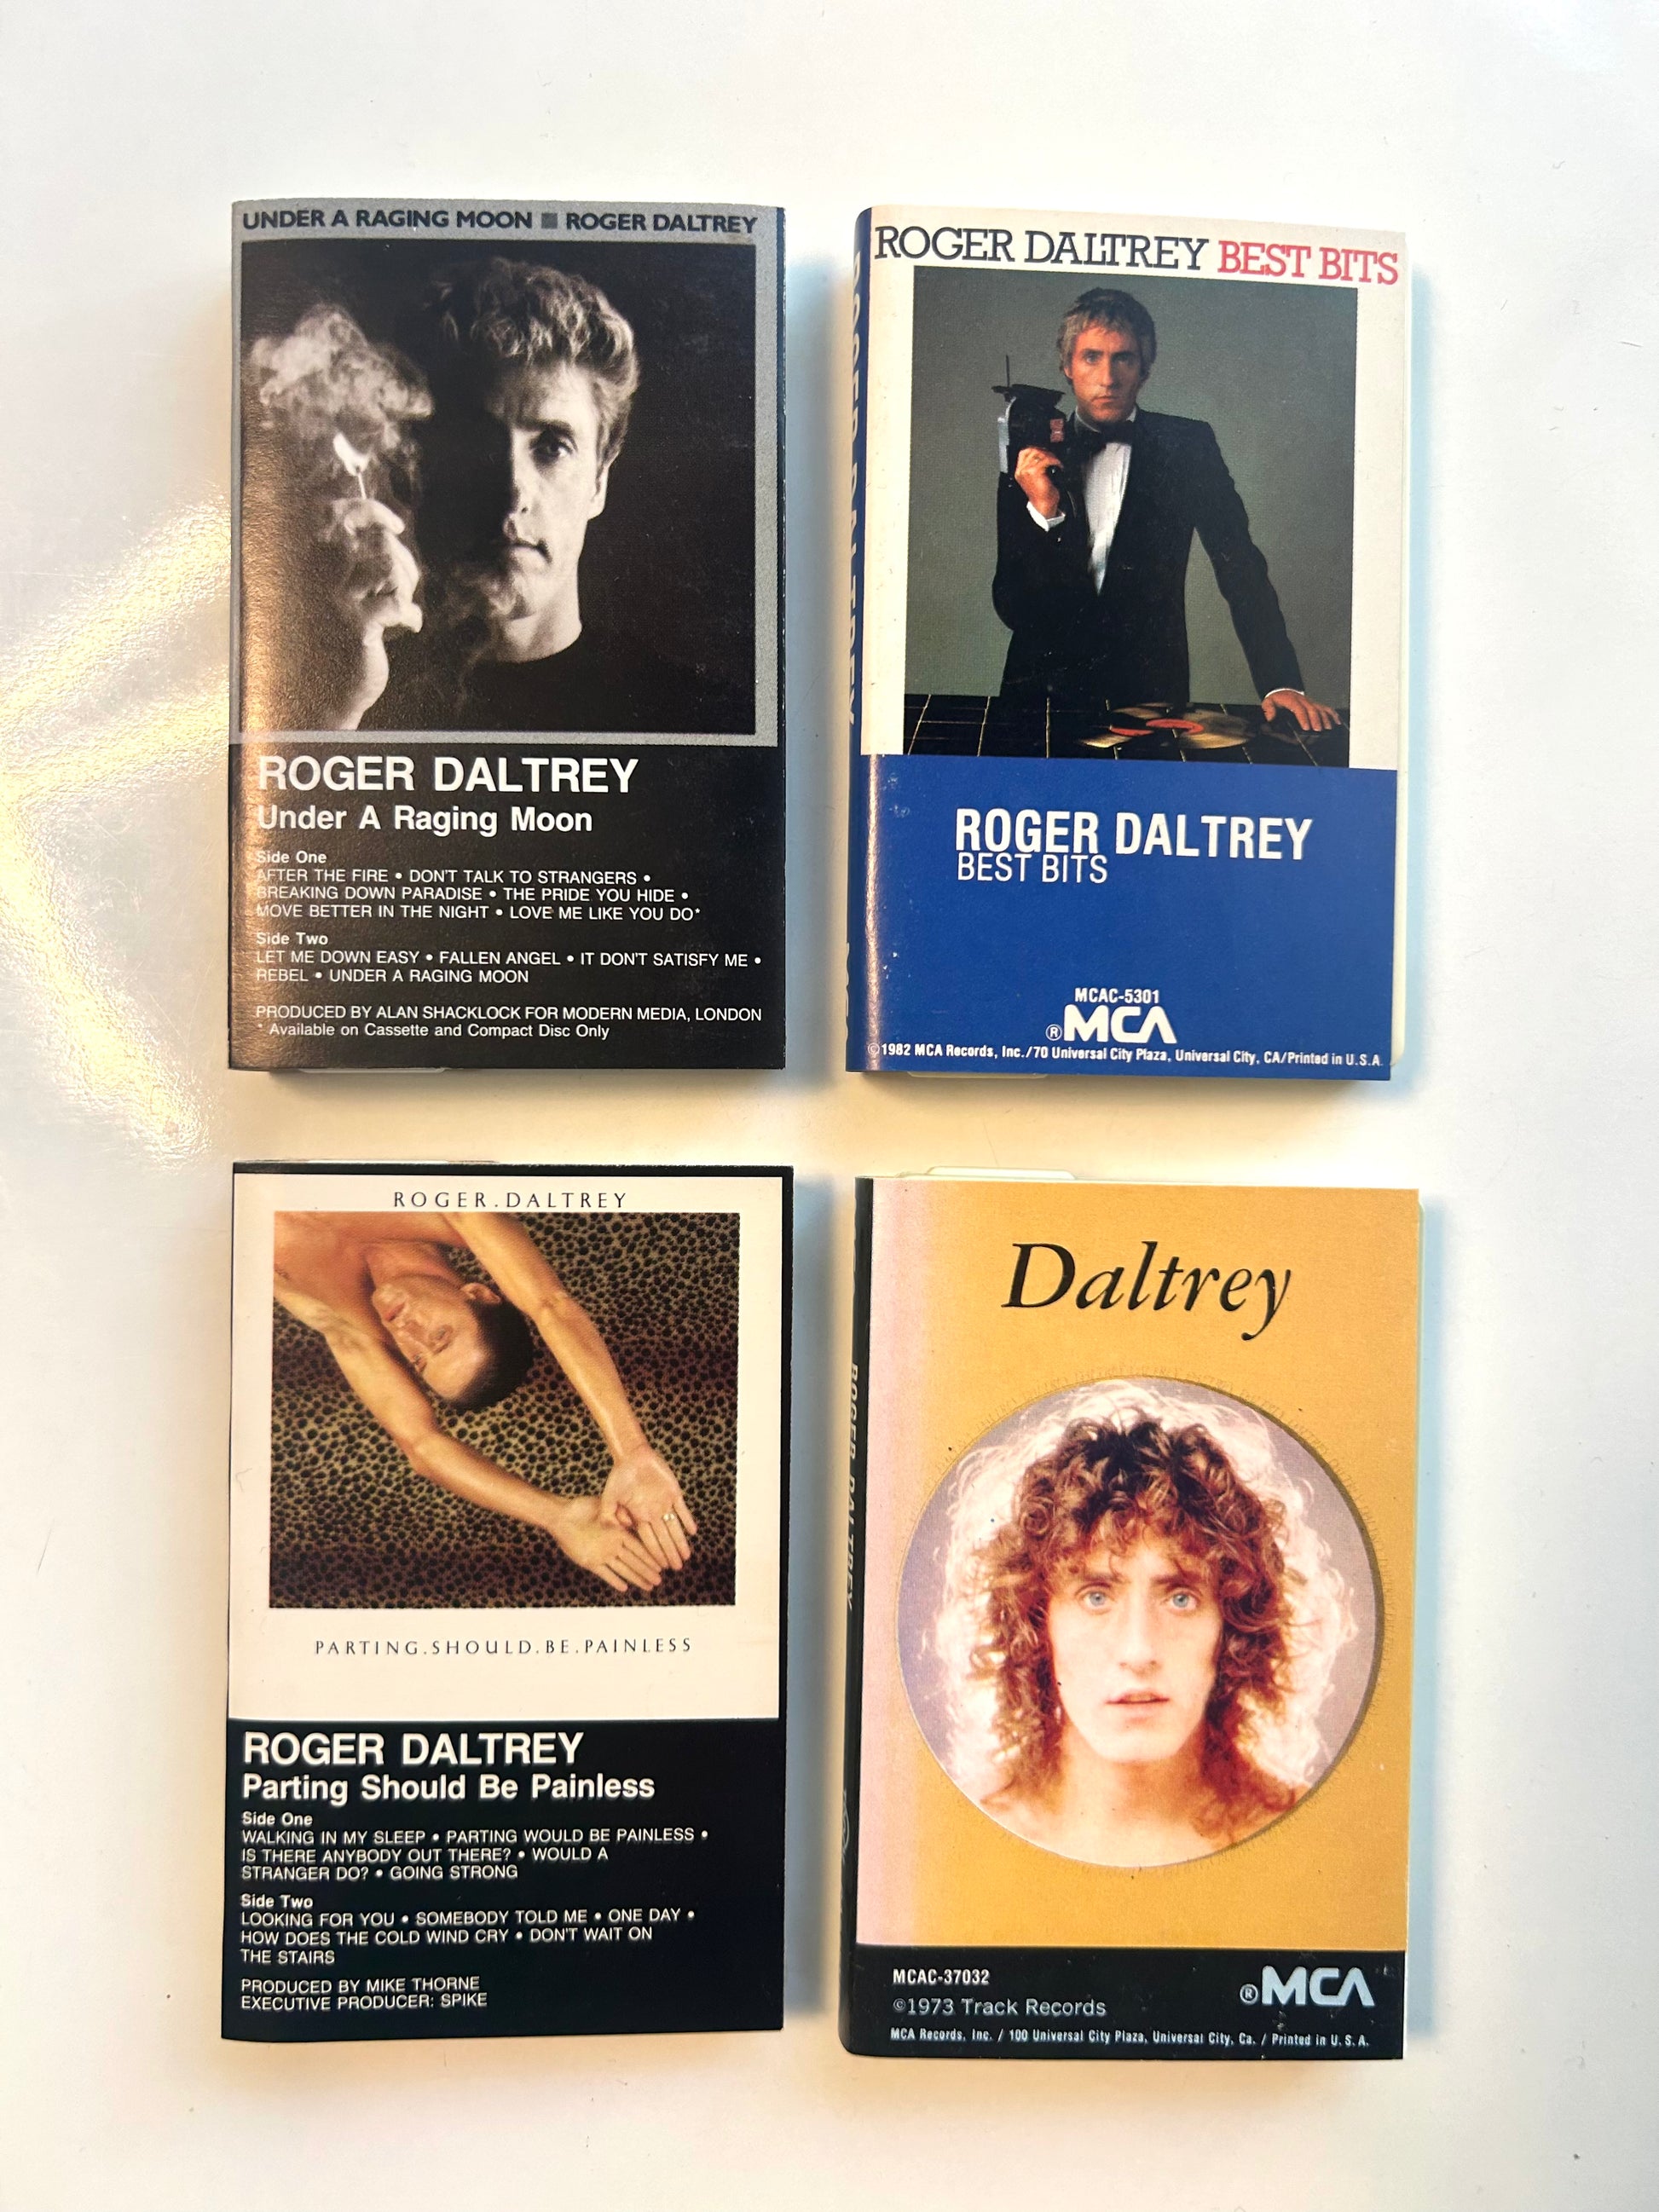 UNDER A RAGING MOON ■ ROGER DALTREY
ROGER DALTREY
Under A Raging Moon
Side One
AFTER THE FIRE • DON'T TALK TO STRANGERS •
BREAKING DOWN PARADISE • THE PRIDE YOU HIDE •
MOVE BETTER IN THE NIGHT • LOVE ME LIKE YOU DO*
Side Two
LET ME DOWN EASY • FALLEN ANGEL • IT DON'T SATISFY ME •
REBEL • UNDER A RAGING MOON
PRODUCED BY ALAN SHACKLOCK FOR MODERN MEDIA, LONDON
* Available on Cassette and Compact Disc Only
ROGER DALTREY BEST BITS
ROGER DALTREY
ROGER DALTREY
BEST BITS
MCAC-5301
®MCA
©1982 MCA Records, Inc./70 Universal City Plaza, Universal City, CA/Printed in U.S.A.
ROGER.DALTREY
PARTING.SHOULD.BE.PAINLESS
ROGER DALTREY
Parting Should Be Painless
Side One
WALKING IN MY SLEEP • PARTING WOULD BE PAINLESS •
IS THERE ANYBODY OUT THERE? • WOULD A
STRANGER DO? • GOING STRONG
Side Two
LOOKING FOR YOU • SOMEBODY TOLD ME • ONE DAY •
HOW DOES THE COLD WIND CRY • DON'T WAIT ON
THE STAIRS
PRODUCED BY MIKE THORNE
EXECUTIVE PRODUCER: SPIKE
Daltrey
ROGER DALTREY
MCAC-37032
®MCA
©1973 Track Records
MCA Records, Inc. / 100 Universal City Plaza, Universal City, Ca. / Printed in U.S.A.